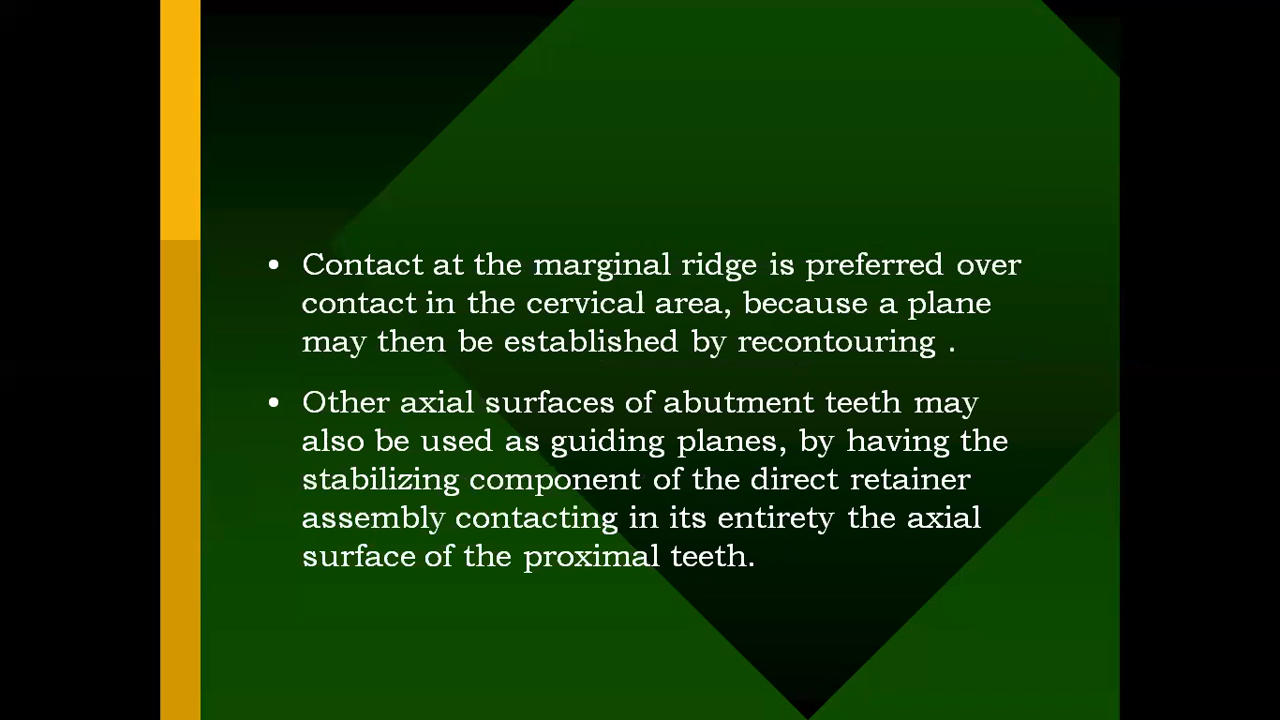 • Contact at the marginal ridge is preferred over
contact in the cervical area, because a plane
may then be established by recontouring .
• Other axial surfaces of abutment teeth may
also be used as guiding planes, by having the
stabilizing component of the direct retainer
assembly contacting in its entirety the axial
surface of the proximal teeth.